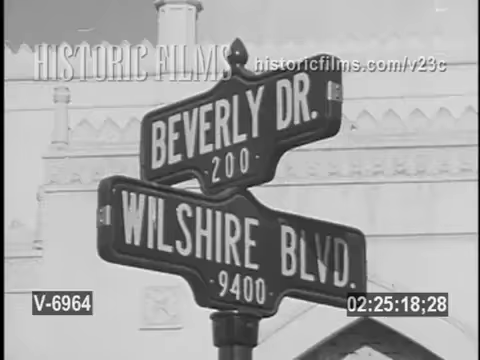 HISTORIC FILMS
historicfilms.com/v23c
BEVERLY DR.
200
WILSHIRE BLVD.
9400
V-6964
02:25:18;28